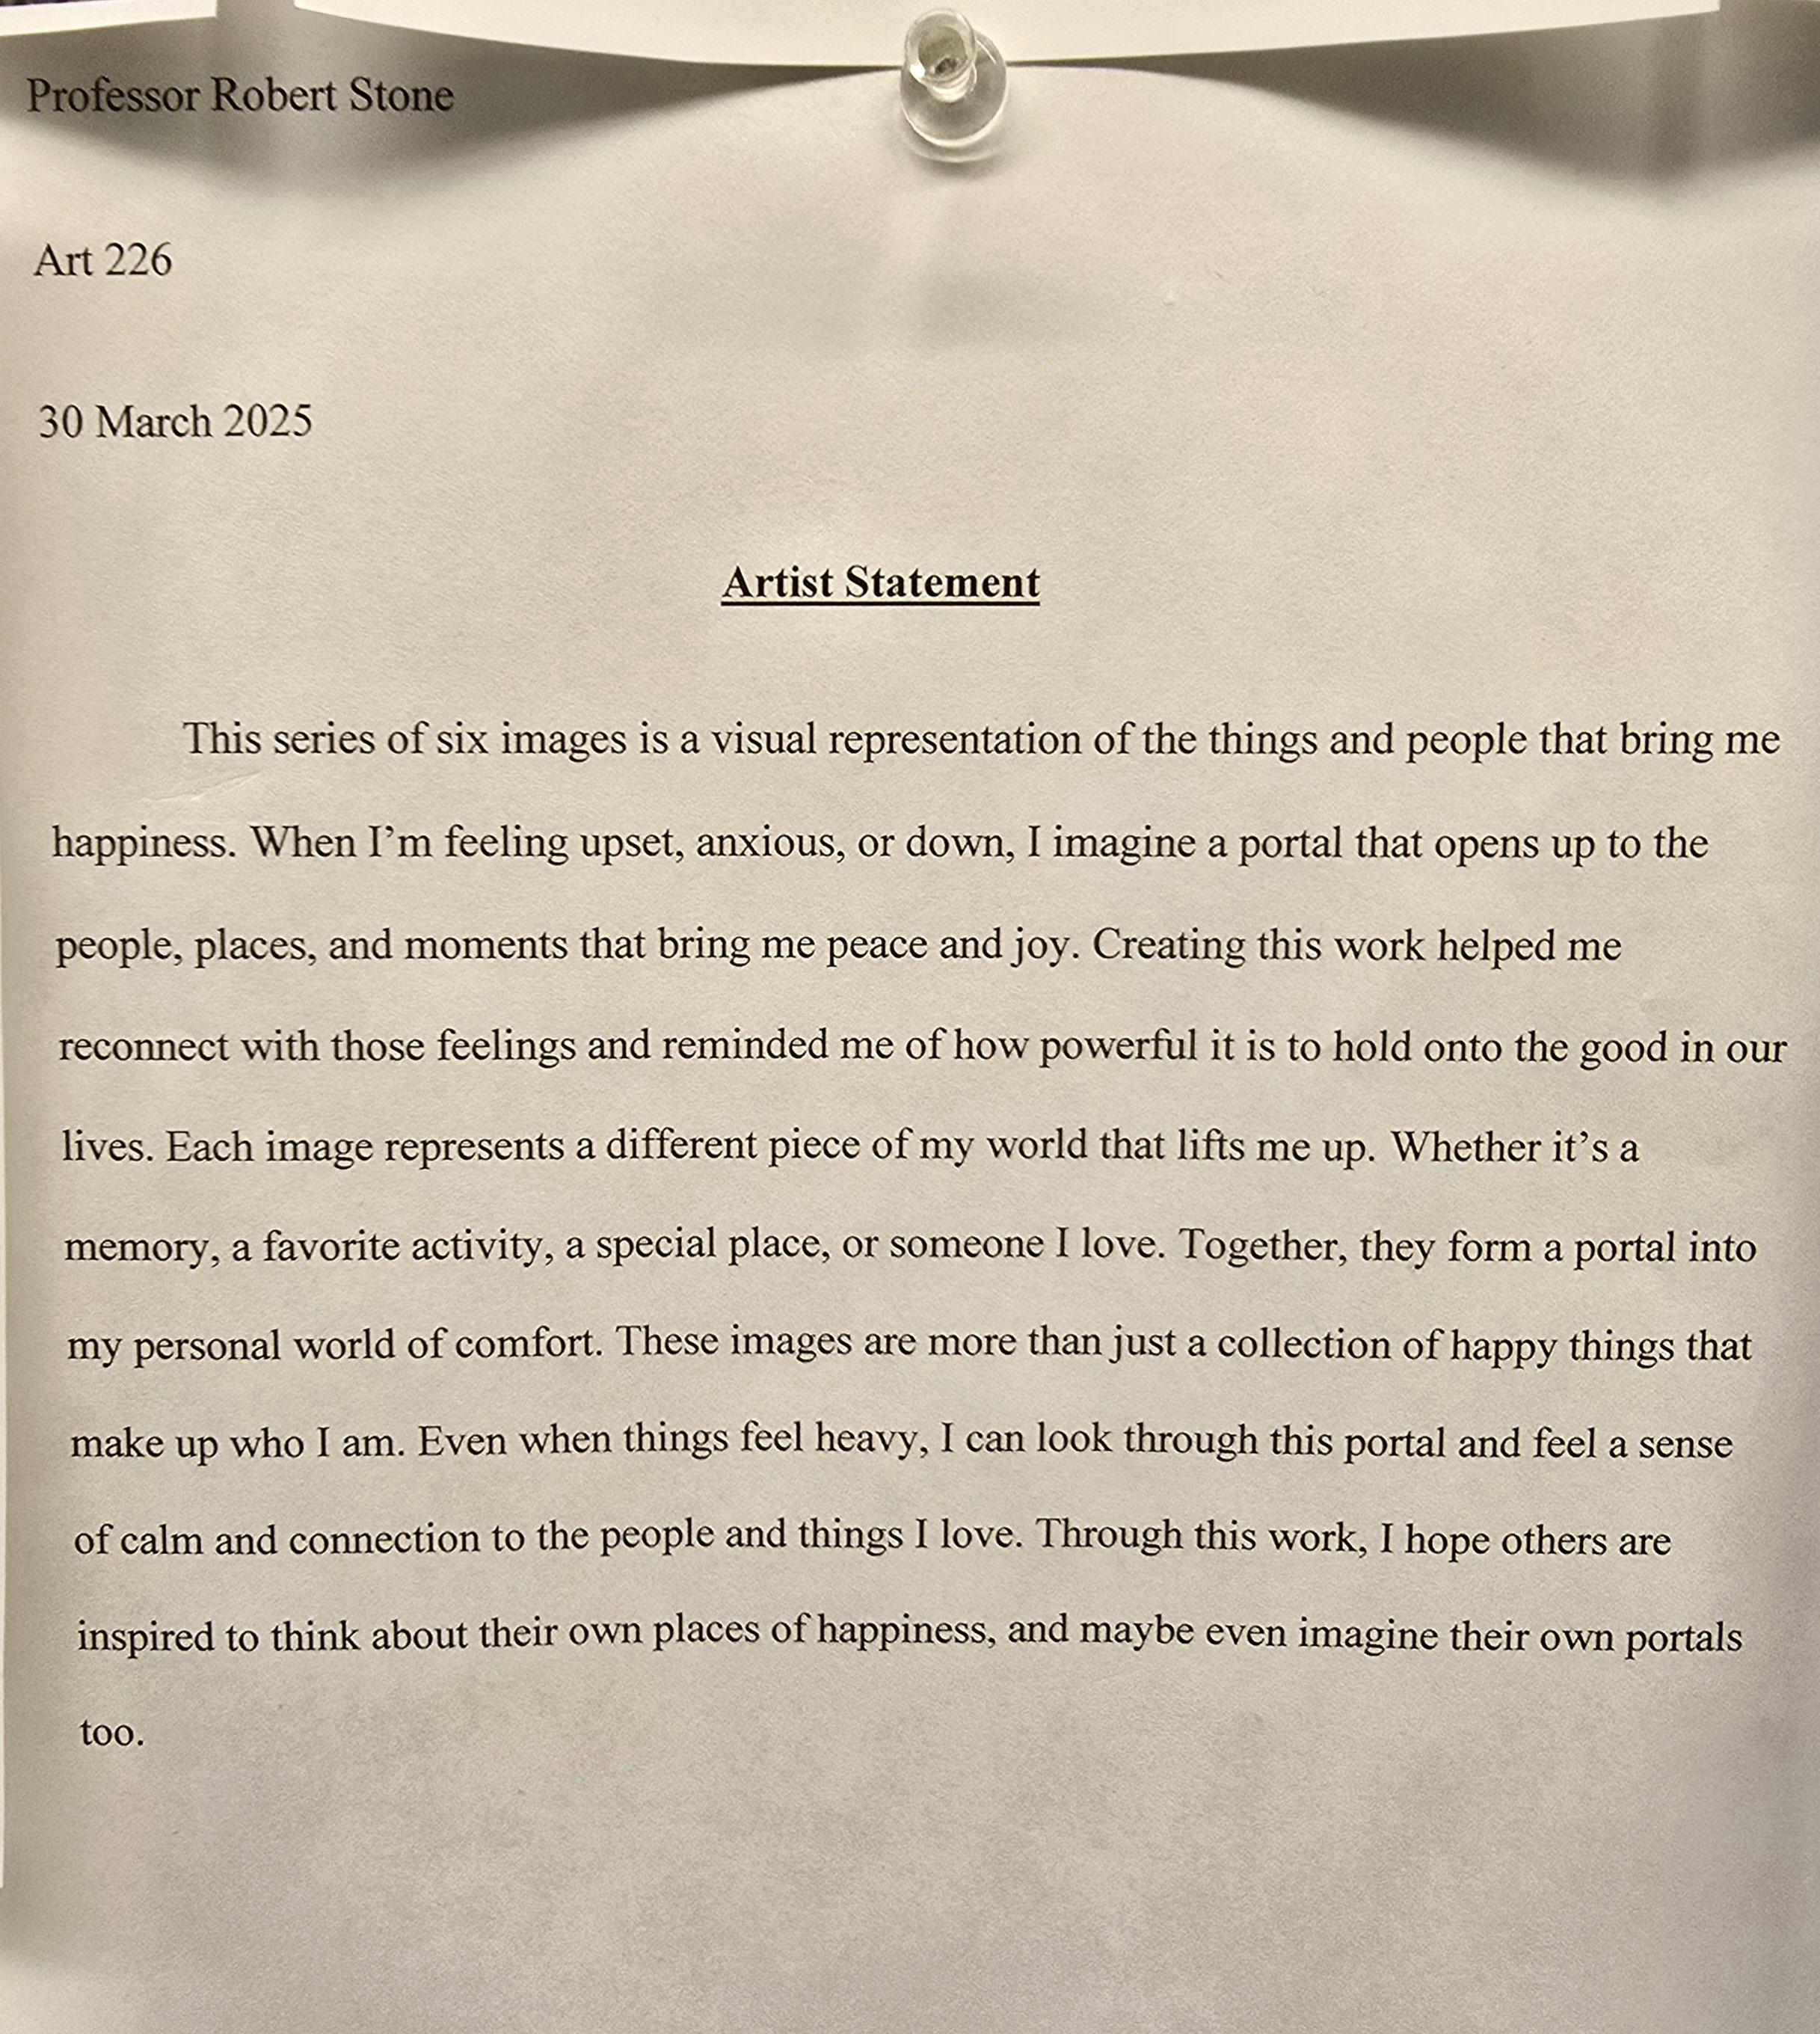 Professor Robert Stone
Art 226
30 March 2025
Artist Statement
This series of six images is a visual representation of the things and people that bring me
happiness. When I’m feeling upset, anxious, or down, I imagine a portal that opens up to the
people, places, and moments that bring me peace and joy. Creating this work helped me
reconnect with those feelings and reminded me of how powerful it is to hold onto the good in our
lives. Each image represents a different piece of my world that lifts me up. Whether it’s a
memory, a favorite activity, a special place, or someone I love. Together, they form a portal into
my personal world of comfort. These images are more than just a collection of happy things that
make up who I am. Even when things feel heavy, I can look through this portal and feel a sense
of calm and connection to the people and things I love. Through this work, I hope others are
inspired to think about their own places of happiness, and maybe even imagine their own portals
too.